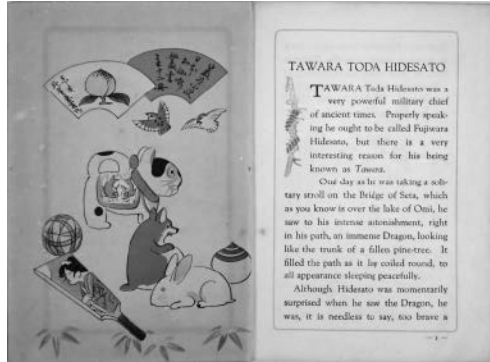 TAWARA TODA HIDESATO
TAWARA Toda Hidesato was a
very powerful military chief
of ancient times. Properly speak-
ing he ought to be called Fujiwara
Hidesato, but there is a very
interesting reason for his being
known as Tawara.
One day as he was taking a soli-
tary stroll on the Bridge of Seta, which
as you know is over the lake of Omi, he
saw to his intense astonishment, right
in his path, an immense Dragon, looking
like the trunk of a fallen pine-tree. It
filled the path as it lay coiled round, to
all appearance sleeping peacefully.
Although Hidesato was momentarily
surprised when he saw the Dragon, he
was, it is needless to say, too brave a